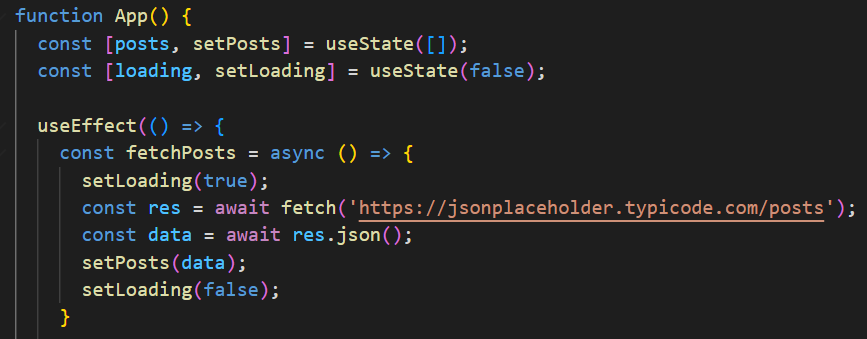 function App() {
const [posts, setPosts] = useState([]);
const [loading, setLoading] = useState(false);
useEffect(() => {
const fetchPosts = async () => {
setLoading(true);
const res = await fetch('https://jsonplaceholder.typicode.com/posts');
const data = await res.json();
setPosts(data);
setLoading(false);
}